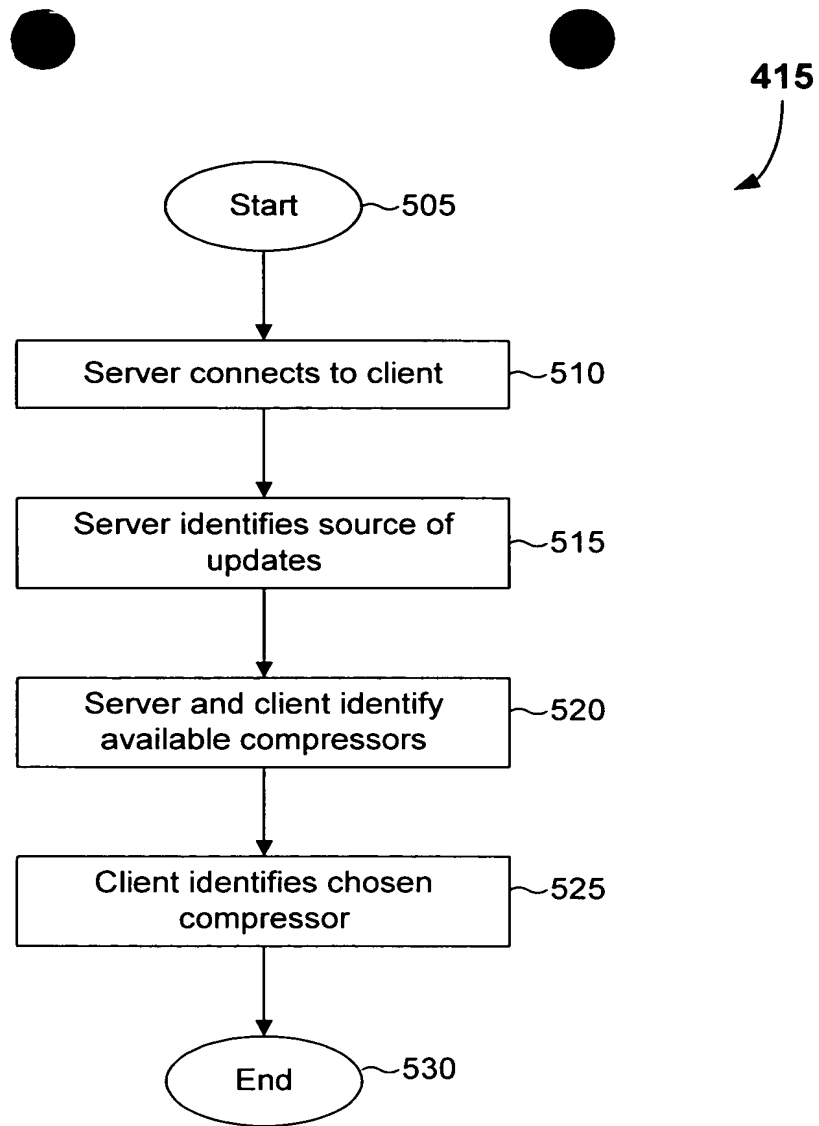 415
Start
505
Server connects to client
510
Server identifies source of
updates
515
Server and client identify
available compressors
520
Client identifies chosen
compressor
525
End
530